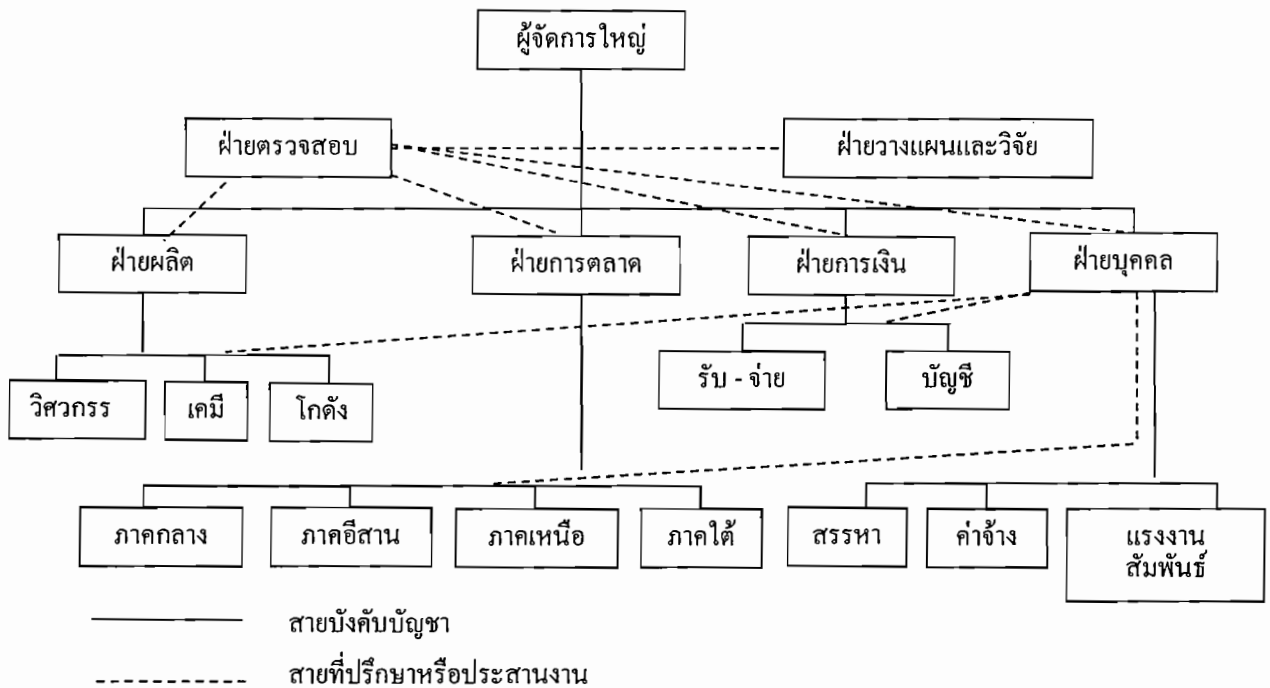 ผู้จัดการใหญ่
ฝ่ายตรวจสอบ
ฝ่ายวางแผนและวิจัย
ฝ่ายผลิต
ฝ่ายการตลาด
ฝ่ายการเงิน
ฝ่ายบุคคล
รับ - จ่าย
บัญชี
วิศวกรร
เคมี
โกดัง
ภาคกลาง
ภาคอีสาน
ภาคเหนือ
ภาคใต้
สรรหา
ค่าจ้าง
แรงงาน
สัมพันธ์
สายบังคับบัญชา
สายที่ปรึกษาหรือประสานงาน